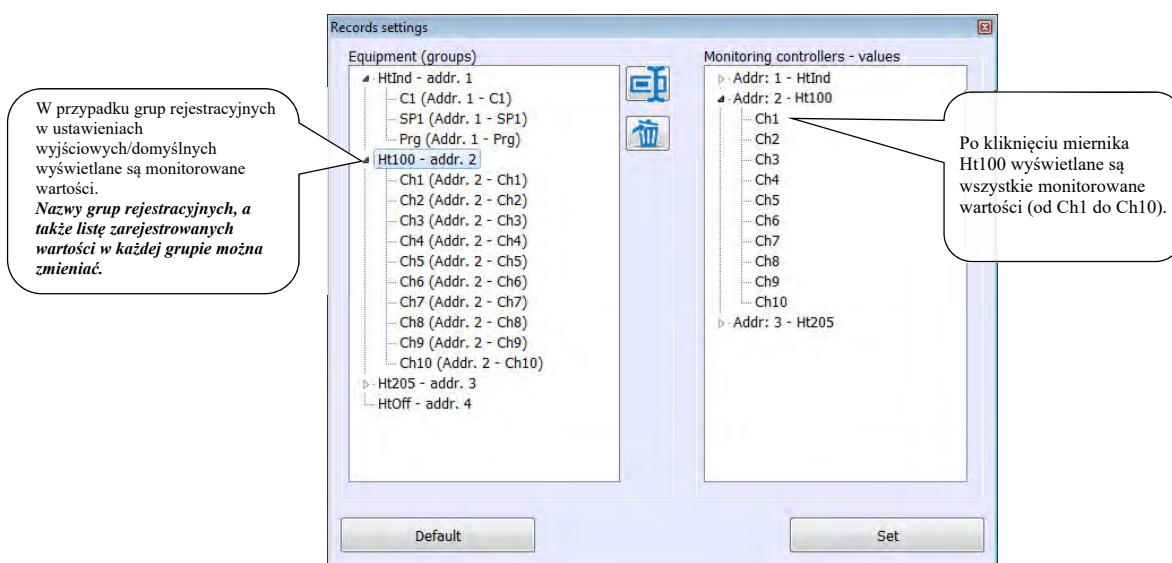 Records settings
W przypadku grup rejestracyjnych
w ustawieniach
wyjściowych/domyślnych
wyświetlane są monitorowane
wartości.
Nazwy grup rejestracyjnych, a
także listę zarejestrowanych
wartości w każdej grupie można
zmieniać.
Equipment (groups)
HtInd - addr. 1
C1 (Addr. 1 - C1)
SP1 (Addr. 1 - SP1)
Prg (Addr. 1 - Prg)
Ht100 - addr. 2
Ch1 (Addr. 2 - Ch1)
Ch2 (Addr. 2 - Ch2)
Ch3 (Addr. 2 - Ch3)
Ch4 (Addr. 2 - Ch4)
Ch5 (Addr. 2 - Ch5)
Ch6 (Addr. 2 - Ch6)
Ch7 (Addr. 2 - Ch7)
Ch8 (Addr. 2 - Ch8)
Ch9 (Addr. 2 - Ch9)
Ch10 (Addr. 2 - Ch10)
Ht205 - addr. 3
HtOff - addr. 4
Monitoring controllers - values
Addr: 1 - HtInd
Addr: 2 - Ht100
Ch1
Ch2
Ch3
Ch4
Ch5
Ch6
Ch7
Ch8
Ch9
Ch10
Addr: 3 - Ht205
Po kliknięciu miernika
Ht100 wyświetlane są
wszystkie monitorowane
wartości (od Ch1 do Ch10).
Default
Set